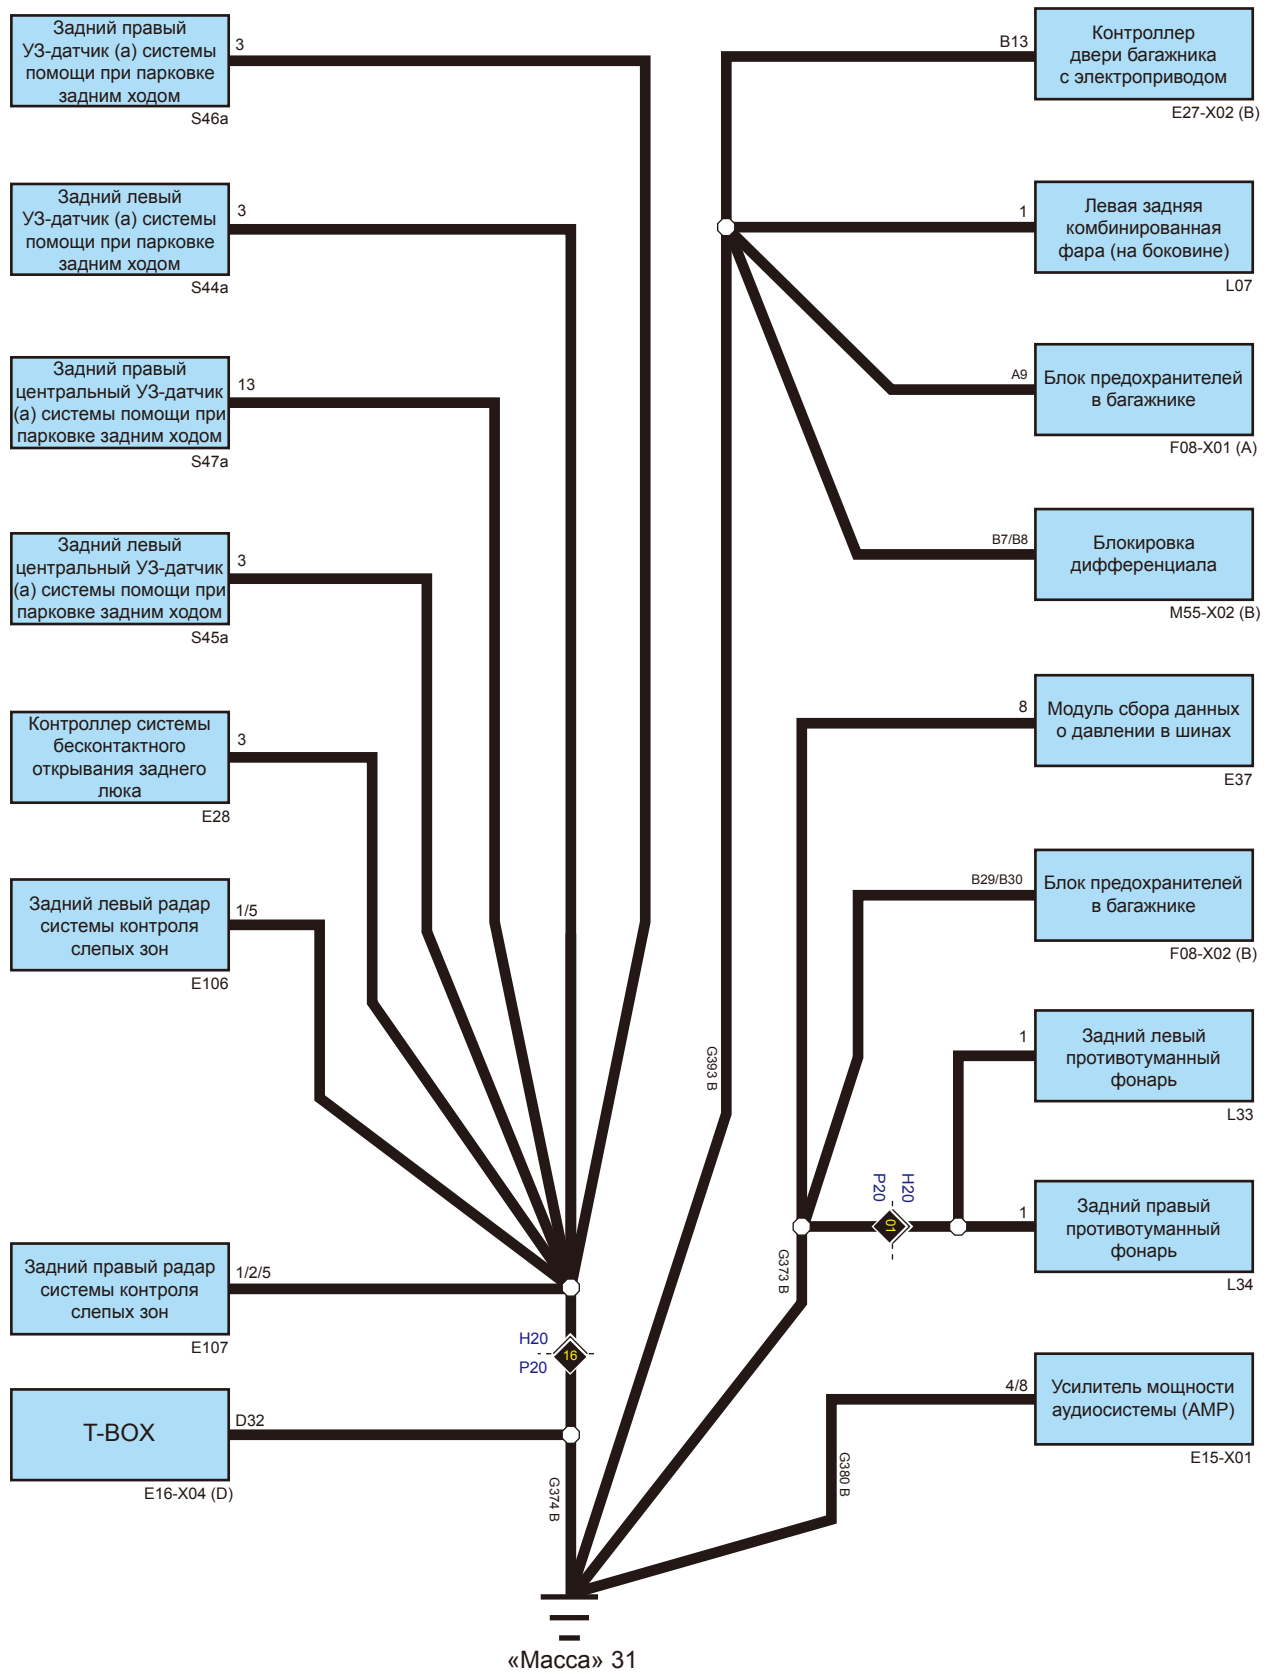 Задний правый
УЗ-датчик (а) системы
помощи при парковке
задним ходом
3
S46a
Задний левый
УЗ-датчик (а) системы
помощи при парковке
задним ходом
3
S44a
Задний правый
центральный УЗ-датчик
(а) системы помощи при
парковке задним ходом
13
S47a
Задний левый
центральный УЗ-датчик
(а) системы помощи при
парковке задним ходом
3
S45a
Контроллер системы
бесконтактного
открывания заднего
люка
3
E28
Задний левый радар
системы контроля
слепых зон
1/5
E106
Задний правый радар
системы контроля
слепых зон
1/2/5
E107
H20
P20
16
T-BOX
D32
E16-X04 (D)
G374 B
B13
Контроллер
двери багажника
с электроприводом
E27-X02 (B)
1
Левая задняя
комбинированная
фара (на боковине)
L07
A9
Блок предохранителей
в багажнике
F08-X01 (A)
B7/B8
Блокировка
дифференциала
M55-X02 (B)
8
Модуль сбора данных
о давлении в шинах
E37
B29/B30
Блок предохранителей
в багажнике
F08-X02 (B)
G393 B
1
Задний левый
противотуманный
фонарь
L33
H20
P20
01
1
Задний правый
противотуманный
фонарь
L34
G373 B
4/8
Усилитель мощности
аудиосистемы (AMP)
E15-X01
G380 B
«Масса» 31